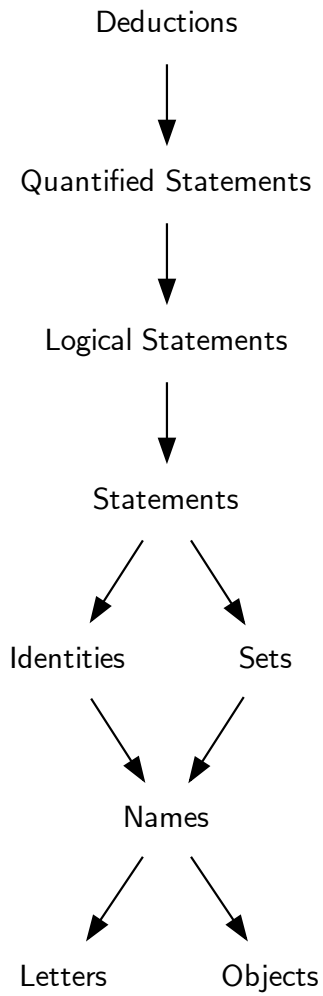 Deductions
Quantified Statements
Logical Statements
Statements
Identities
Sets
Names
Letters
Objects